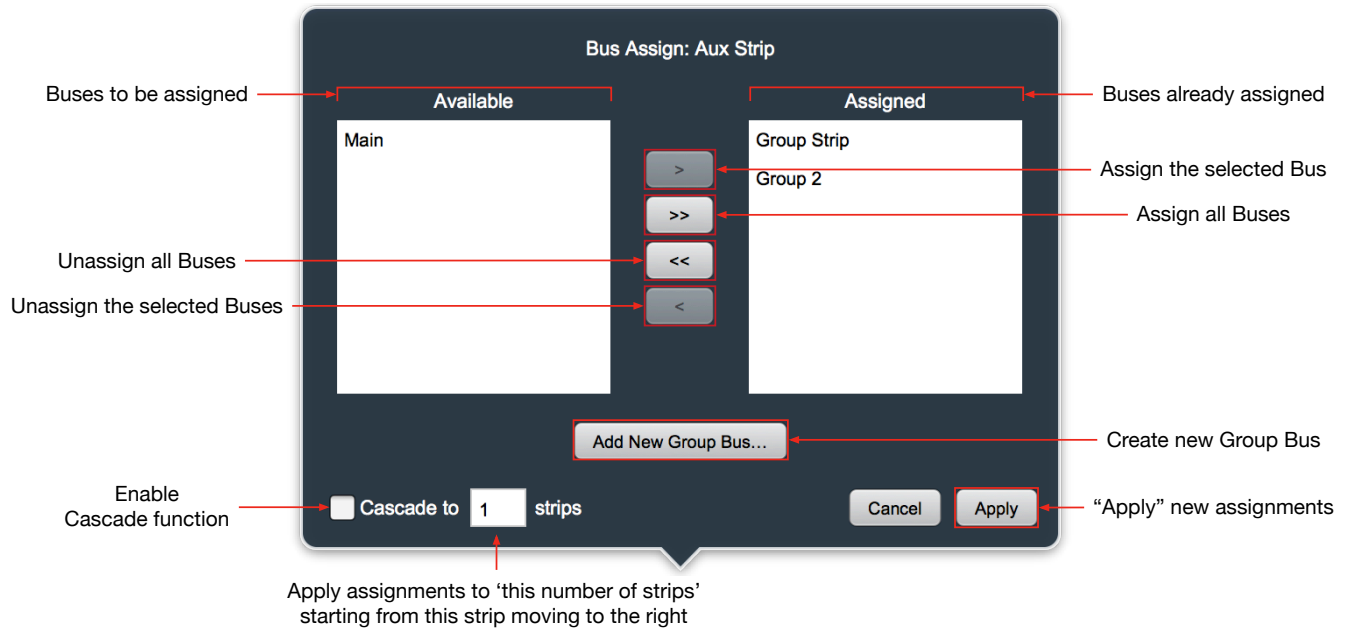 Bus Assign: Aux Strip
Buses to be assigned
Available
Assigned
Buses already assigned
Main
Group Strip
Group 2
>
Assign the selected Bus
>>
Assign all Buses
Unassign all Buses
<<
Unassign the selected Buses
<
Add New Group Bus...
Create new Group Bus
Enable
Cascade function
Cascade to 1 strips
Cancel
Apply
“Apply” new assignments
Apply assignments to ‘this number of strips’
starting from this strip moving to the right